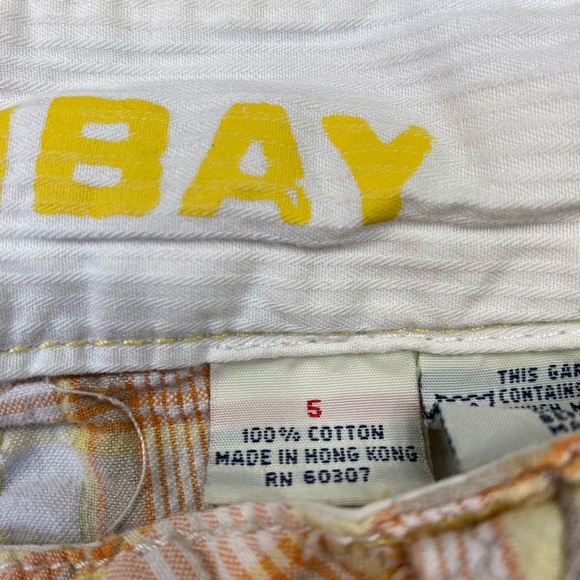 BAY
5
100% COTTON
MADE IN HONG KONG
RN 60307
THIS GAR
CONTAINS